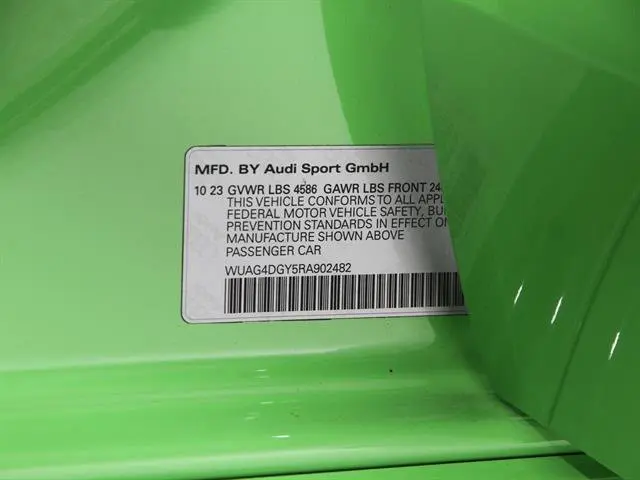 MFD. BY Audi Sport GmbH
10 23 GVWR LBS 4586 GAWR LBS FRONT
THIS VEHICLE CONFORMS TO ALL
FEDERAL MOTOR VEHICLE SAFETY,
PREVENTION STANDARDS IN EFFECT
MANUFACTURE SHOWN ABOVE
PASSENGER CAR
WUAG4DGY5RA902482